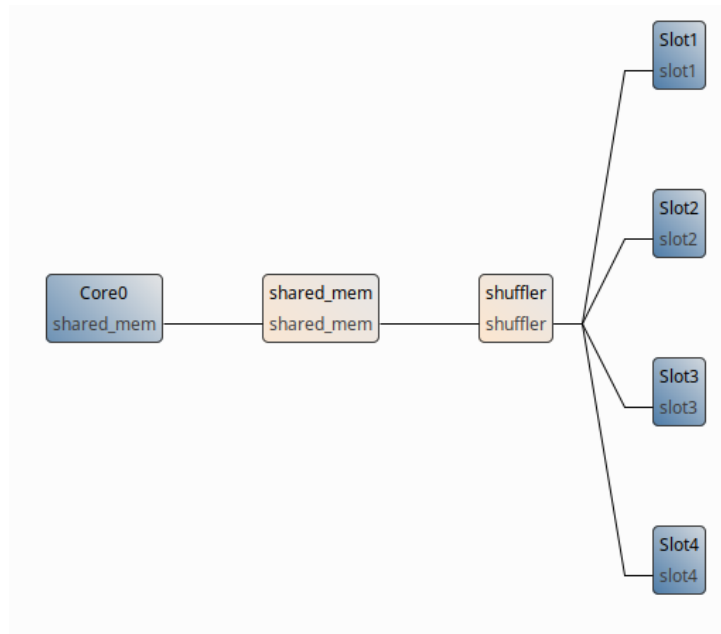 Core0
shared_mem
shared_mem
shared_mem
shuffler
shuffler
Slot1
slot1
Slot2
slot2
Slot3
slot3
Slot4
slot4